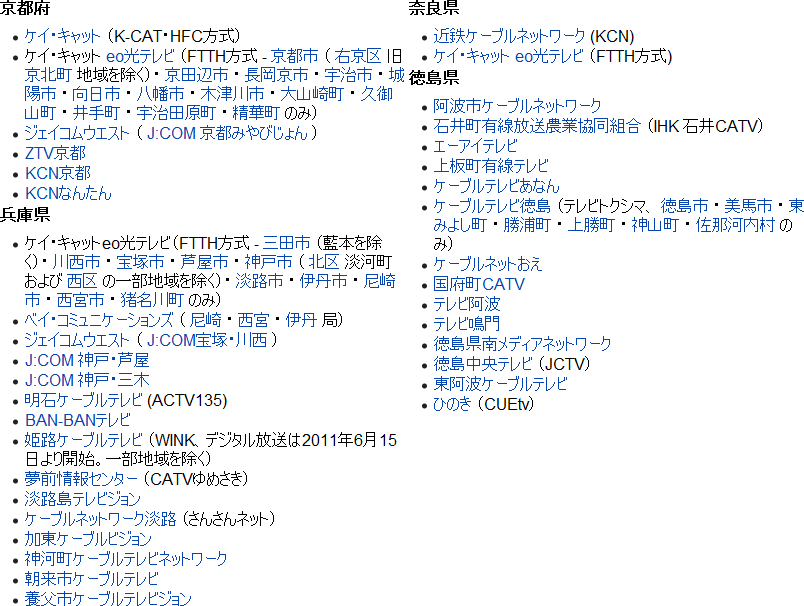 京都府
ケイ・キャット (K-CAT・HFC方式)
ケイ・キャット eo光テレビ (FTTH方式 - 京都市 ( 右京区 旧
京北町 地域を除く)・京田辺市・長岡京市・宇治市・城
陽市・向日市・八幡市・木津川市・大山崎町・久御
山町・井手町・宇治田原町・精華町 のみ)
ジェイコムウエスト ( J:COM 京都みやびじょん )
ZTV京都
KCN京都
KCNなんたん
兵庫県
ケイ・キャットeo光テレビ(FTTH方式 - 三田市 (藍本を除
く)・川西市・宝塚市・芦屋市・神戸市 ( 北区 淡河町
および 西区 の一部地域を除く)・淡路市・伊丹市・尼崎
市・西宮市・猪名川町 のみ)
ベイ・コミュニケーションズ ( 尼崎・西宮・伊丹 局)
ジェイコムウエスト ( J:COM宝塚・川西 )
J:COM 神戸・芦屋
J:COM 神戸・三木
明石ケーブルテレビ (ACTV135)
BAN-BANテレビ
姫路ケーブルテレビ (WINK、デジタル放送は2011年6月15
日より開始。一部地域を除く)
夢前情報センター (CATVゆめさき)
淡路島テレビジョン
ケーブルネットワーク淡路 (さんさんネット)
加東ケーブルビジョン
神河町ケーブルテレビネットワーク
朝来市ケーブルテレビ
養父市ケーブルテレビジョン
奈良県
近鉄ケーブルネットワーク (KCN)
ケイ・キャット eo光テレビ (FTTH方式)
徳島県
阿波市ケーブルネットワーク
石井町有線放送農業協同組合 (IHK 石井CATV)
エーアイテレビ
上板町有線テレビ
ケーブルテレビあなん
ケーブルテレビ徳島 (テレビトクシマ、 徳島市・美馬市・東
みよし町・勝浦町・上勝町・神山町・佐那河内村 の
み)
ケーブルネットおえ
国府町CATV
テレビ阿波
テレビ鳴門
徳島県南メディアネットワーク
徳島中央テレビ (JCTV)
東阿波ケーブルテレビ
ひのき (CUEtv)